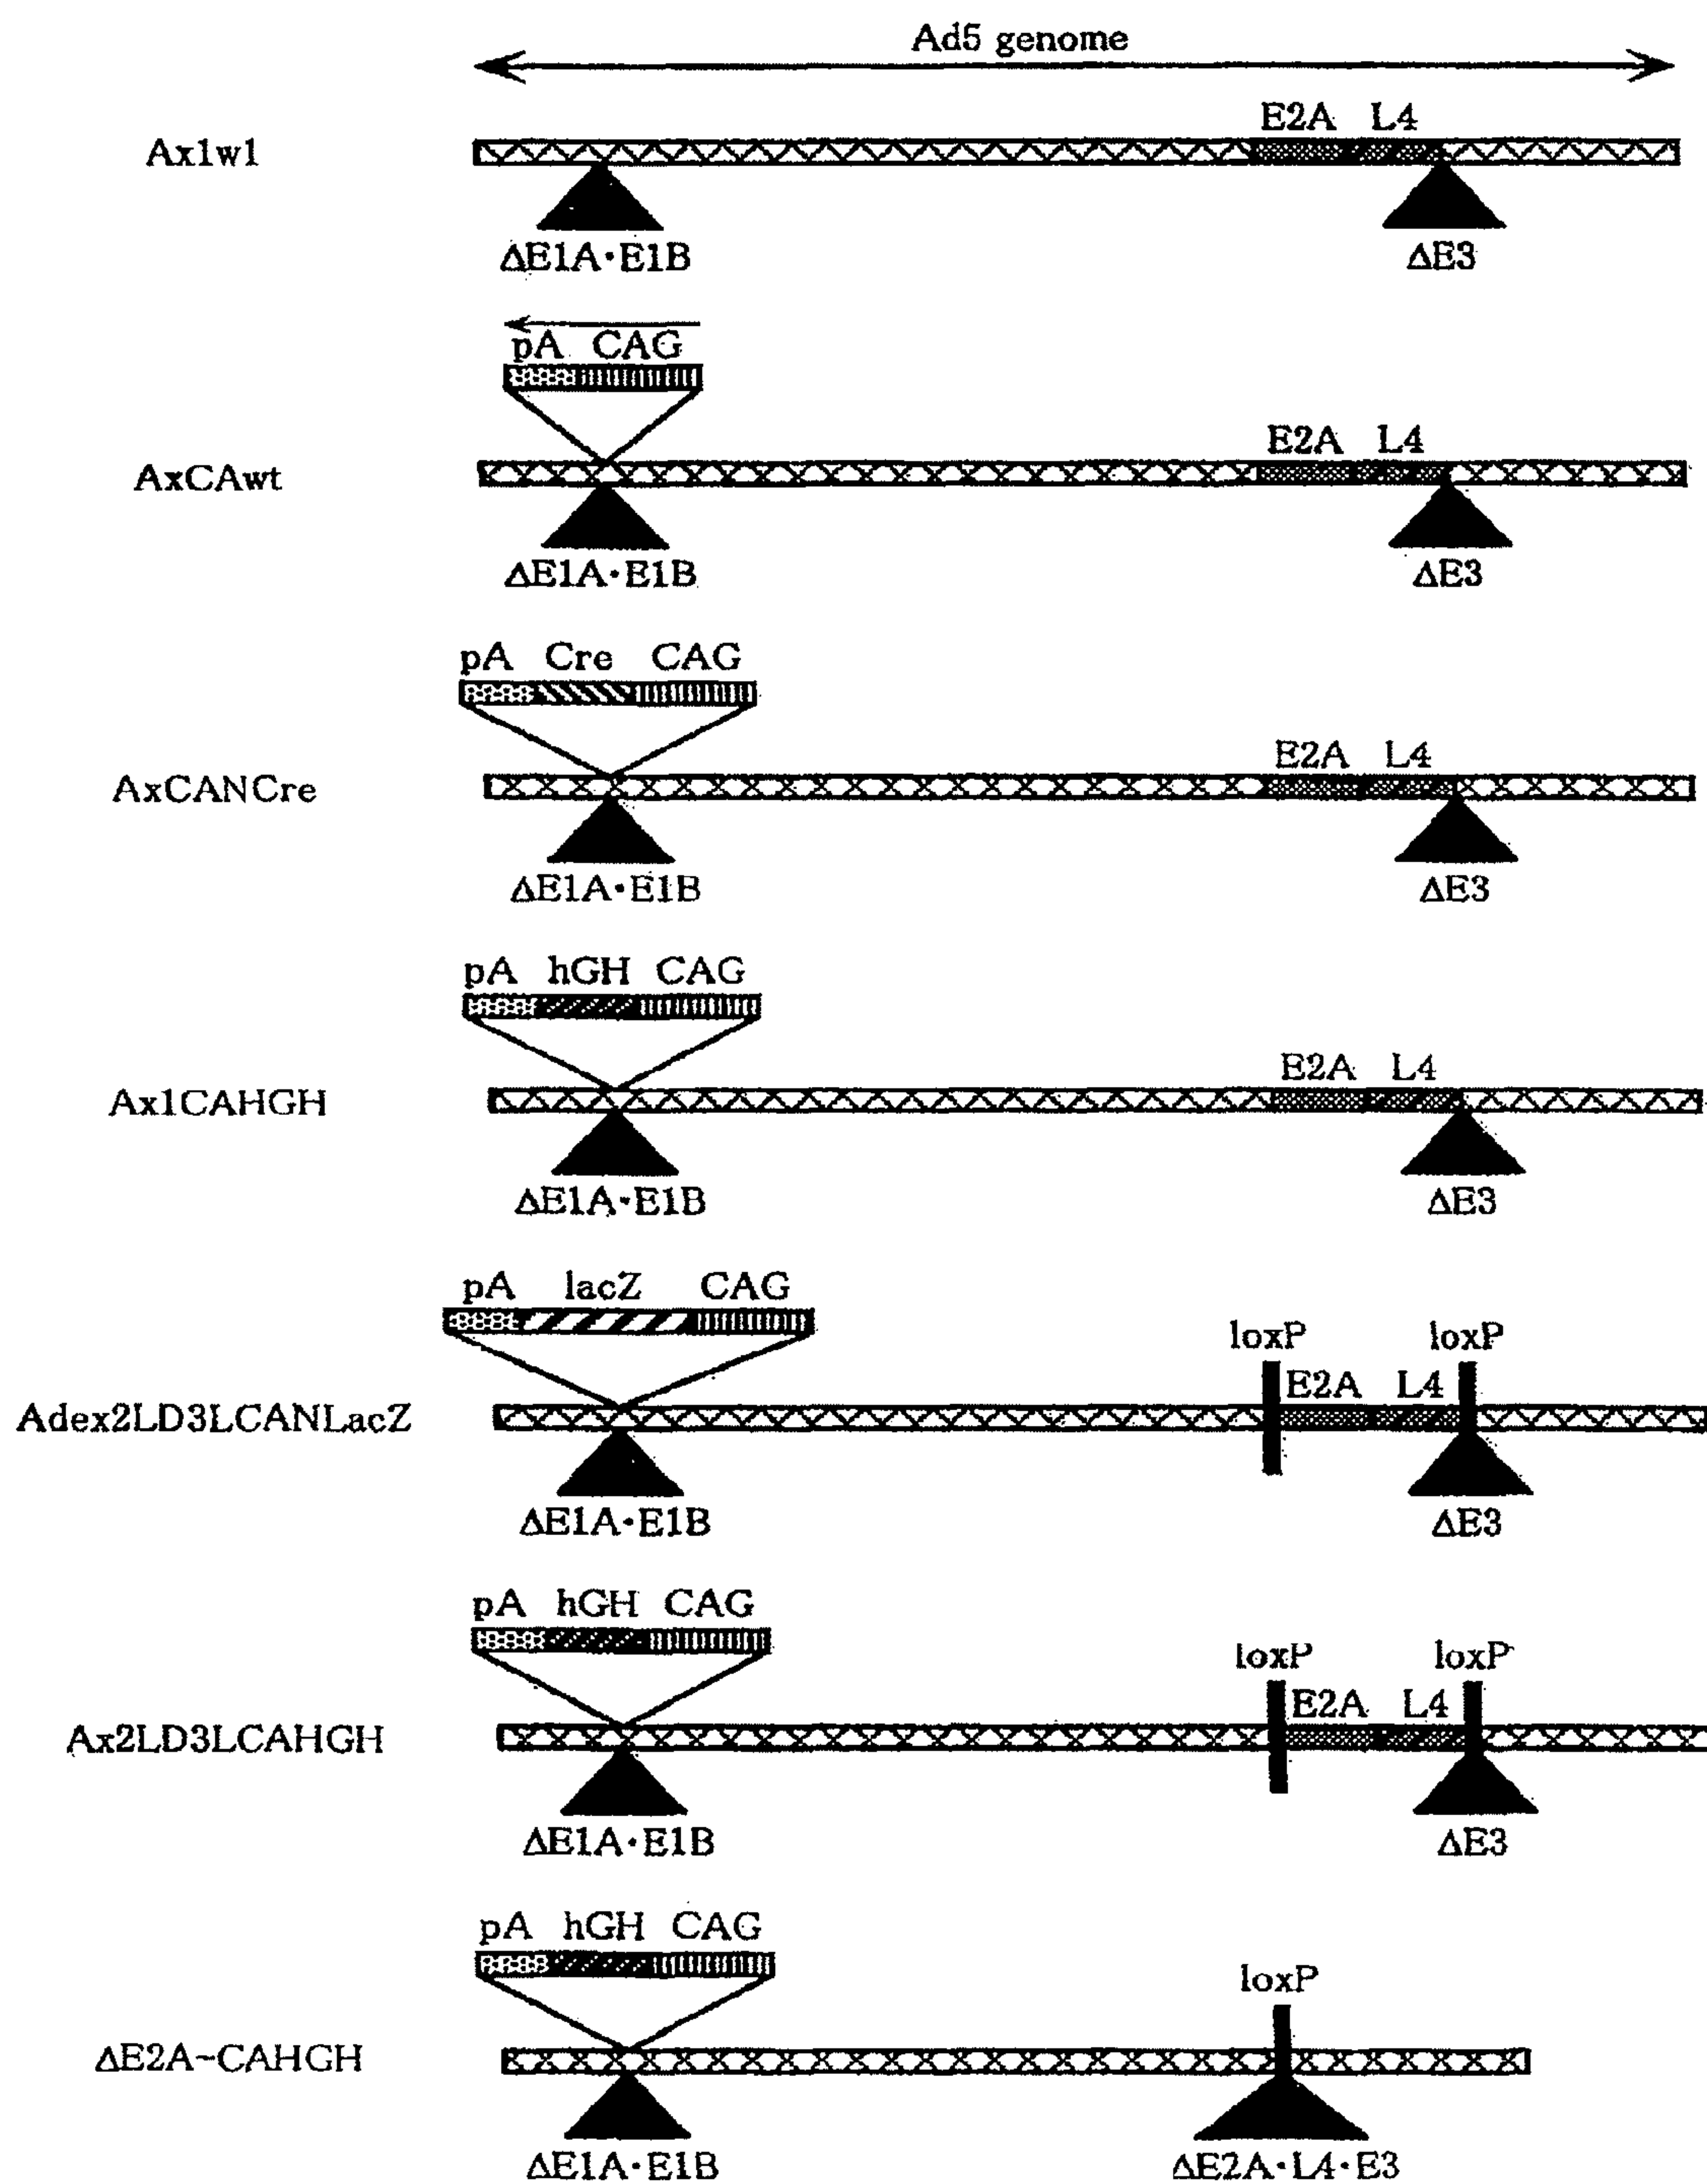 Ad5 genome
E2A L4
Ax1w1
ΔE1A·E1B ΔE3
pA CAG
E2A L4
AxCAwt
ΔE1A·E1B ΔE3
pA Cre CAG
E2A L4
AxCANCre
ΔE1A·E1B ΔE3
pA hGH CAG
E2A L4
Ax1CAHGH
ΔE1A·E1B ΔE3
pA lacZ CAG
loxP loxP
E2A L4
Adex2LD3LCANLacZ
ΔE1A·E1B ΔE3
pA hGH CAG
loxP loxP
E2A L4
Ax2LD3LCAHGH
ΔE1A·E1B ΔE3
pA hGH CAG
loxP
ΔE2A~CAHGH
ΔE1A·E1B ΔE2A·L4·E3